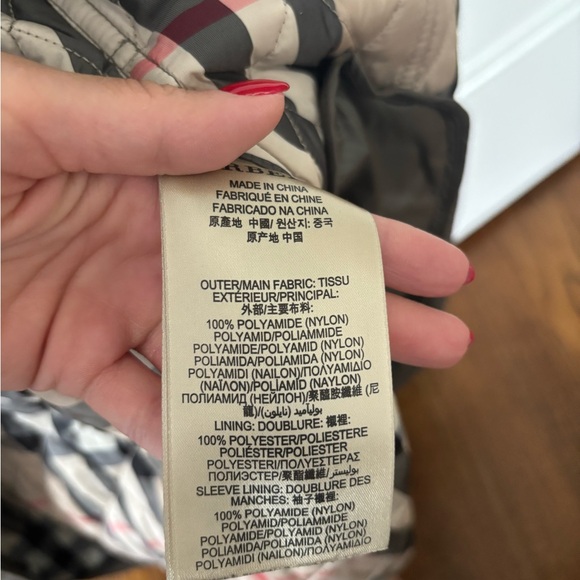 MADE IN CHINA
FABRIQUÉ EN CHINE
FABRICADO NA CHINA
原產地 中國/ 원산지: 중국
原产地 中国
OUTER/MAIN FABRIC: TISSU
EXTÉRIEUR/PRINCIPAL:
外部/主要布料:
100% POLYAMIDE (NYLON)
POLYAMID/POLIAMMIDE
POLYAMIDE/POLYAMID (NYLON)
POLIAMIDA/POLIAMIDA (NYLON)
POLYAMIDI (NAILON)/ΠΟΛΥΑΜΙΔΙΟ
(ΝΑΪΛΟΝ)/POLIAMİD (NAYLON)
ПОЛИАМИД (НЕЙЛОН)/聚醯胺纖維 (尼
龍)/(نايلون) بولياميد
LINING: DOUBLURE: 襯裡:
100% POLYESTER/POLIESTERE
POLIÉSTER/POLIESTER
POLYESTERI/ΠΟΛΥΕΣΤΕΡΑΣ
ПОЛИЭСТЕР/聚酯纖維/بوليستر
SLEEVE LINING: DOUBLURE DES
MANCHES: 袖子襯裡:
100% POLYAMIDE (NYLON)
POLYAMID/POLIAMMIDE
POLYAMIDE/POLYAMID (NYLON)
POLIAMIDA/POLIAMIDA (NYLON)
POLYAMIDI (NAILON)/ΠΟΛΥΑΜΙΔΙΟ